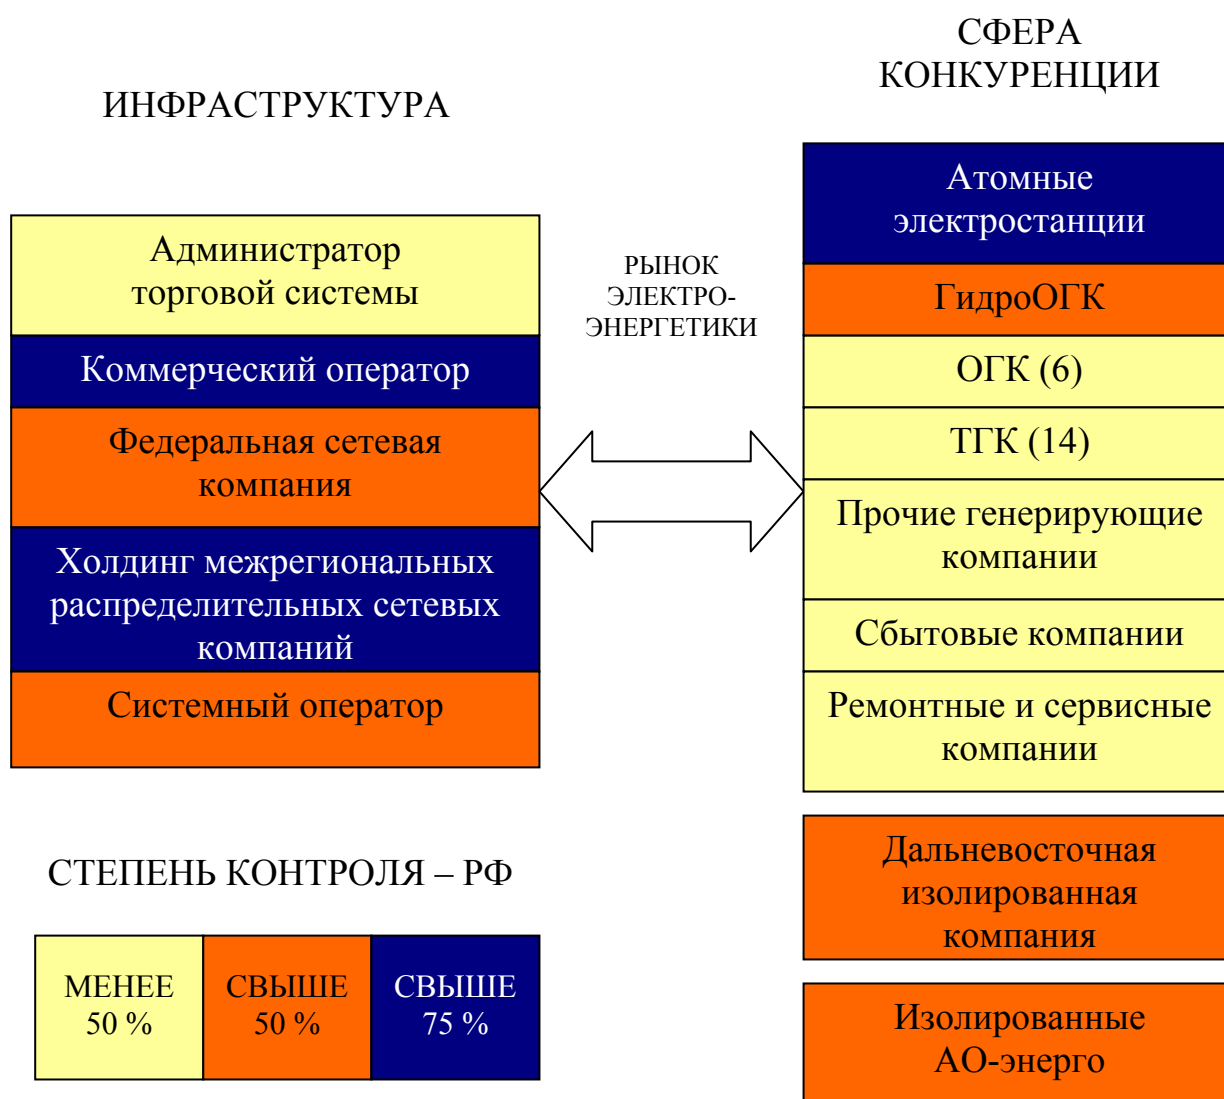 ИНФРАСТРУКТУРА
Администратор
торговой системы
Коммерческий оператор
Федеральная сетевая
компания
Холдинг межрегиональных
распределительных сетевых
компаний
Системный оператор
РЫНОК
ЭЛЕКТРО-
ЭНЕРГЕТИКИ
СФЕРА
КОНКУРЕНЦИИ
Атомные
электростанции
ГидроОГК
ОГК (6)
ТГК (14)
Прочие генерирующие
компании
Сбытовые компании
Ремонтные и сервисные
компании
Дальневосточная
изолированная
компания
Изолированные
АО-энерго
СТЕПЕНЬ КОНТРОЛЯ – РФ
МЕНЕЕ
50 %
СВЫШЕ
50 %
СВЫШЕ
75 %